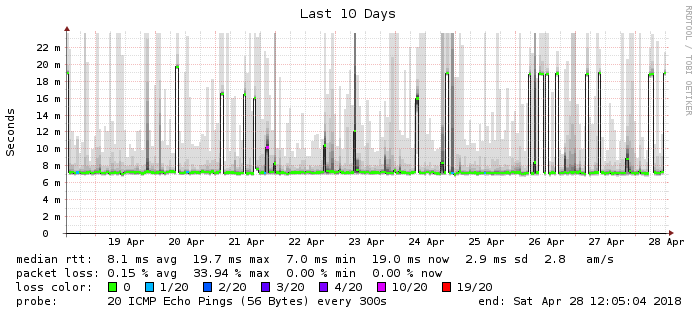 Last 10 Days
RRDTOOL / TOBI OETIKER
Seconds
22 m
20 m
18 m
16 m
14 m
12 m
10 m
8 m
6 m
4 m
2 m
0
19 Apr 20 Apr 21 Apr 22 Apr 23 Apr 24 Apr 25 Apr 26 Apr 27 Apr 28 Apr
median rtt: 8.1 ms avg 19.7 ms max 7.0 ms min 19.0 ms now 2.9 ms sd 2.8 am/s
packet loss: 0.15 % avg 33.94 % max 0.00 % min 0.00 % now
loss color: 0 1/20 2/20 3/20 4/20 10/20 19/20
probe: 20 ICMP Echo Pings (56 Bytes) every 300s end: Sat Apr 28 12:05:04 2018